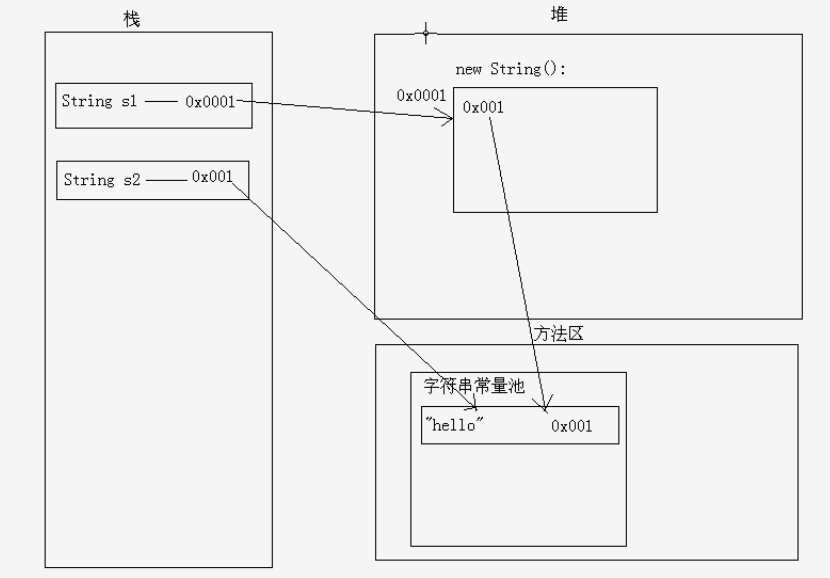 栈
堆
String s1 —— 0x0001
String s2 —— 0x001
new String():
0x0001
0x001
方法区
字符串常量池
"hello" 0x001